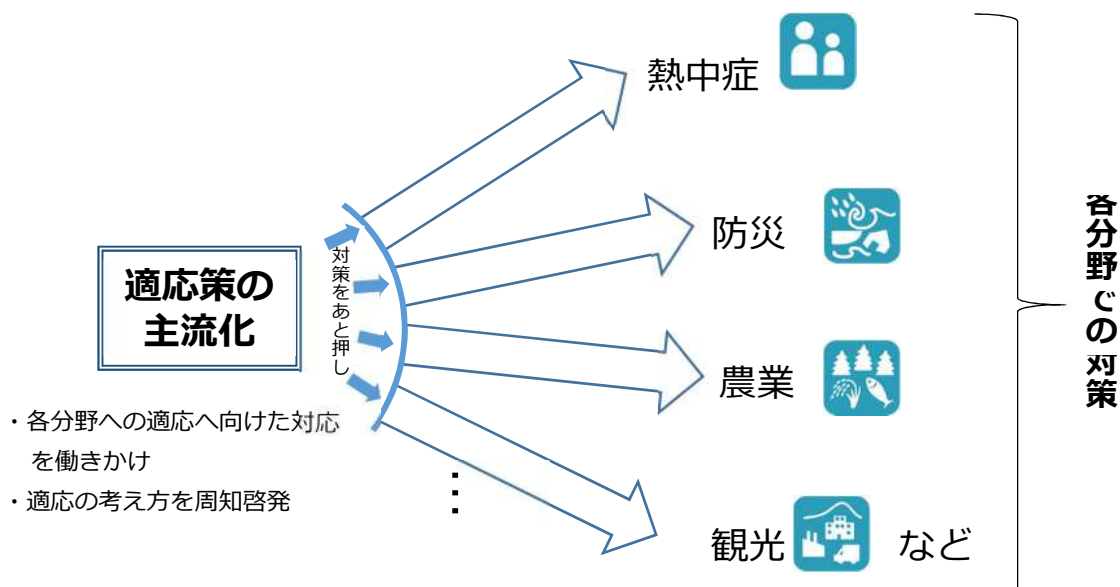 熱中症
防災
農業
観光 など
適応策の
主流化
対策をあと押し
・各分野への適応へ向けた対応
を働きかけ
・適応の考え方を周知啓発
各分野での対策